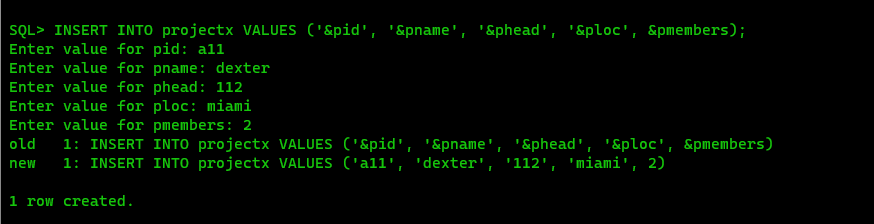 SQL> INSERT INTO projectx VALUES ('&pid', '&pname', '&phead', '&ploc', &pmembers);
Enter value for pid: a11
Enter value for pname: dexter
Enter value for phead: 112
Enter value for ploc: miami
Enter value for pmembers: 2
old   1: INSERT INTO projectx VALUES ('&pid', '&pname', '&phead', '&ploc', &pmembers)
new   1: INSERT INTO projectx VALUES ('a11', 'dexter', '112', 'miami', 2)
1 row created.